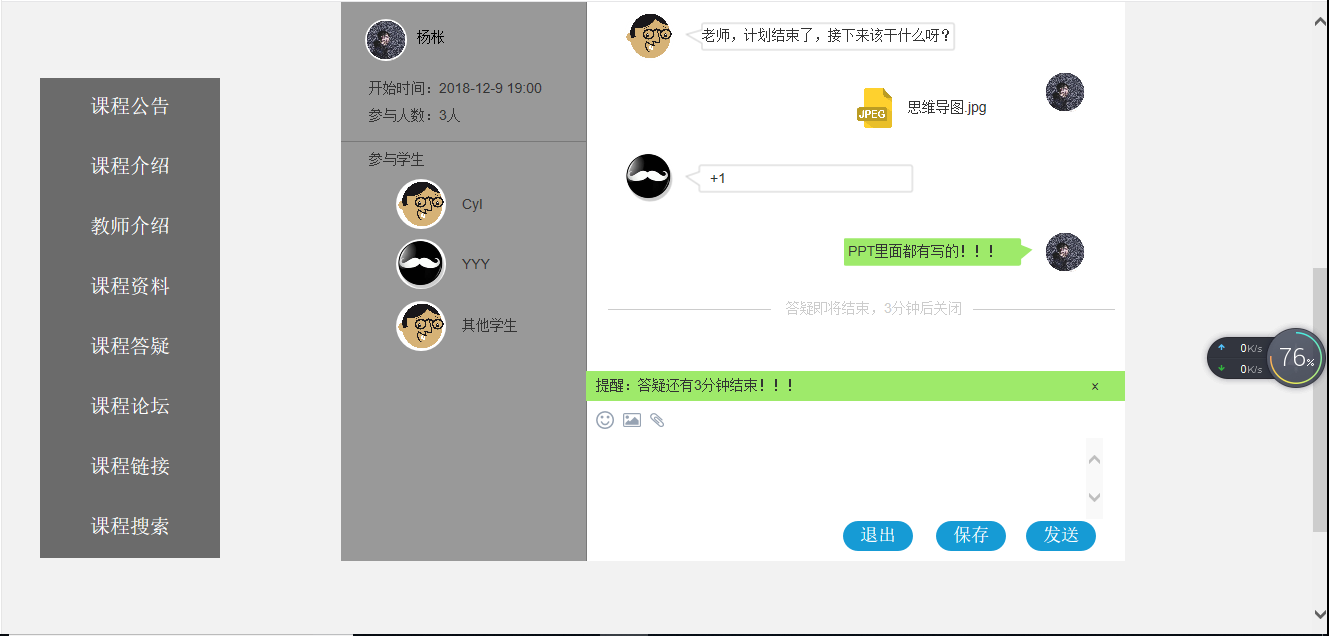 课程公告
课程介绍
教师介绍
课程资料
课程答疑
课程论坛
课程链接
课程搜索
杨枨
开始时间：2018-12-9 19:00
参与人数：3人
参与学生
Cyl
YYY
其他学生
老师，计划结束了，接下来该干什么呀？
JPEG
思维导图.jpg
+1
PPT里面都有写的！！！
答疑即将结束，3分钟后关闭
提醒：答疑还有3分钟结束！！！
×
退出
保存
发送
0K/s
0K/s
76%